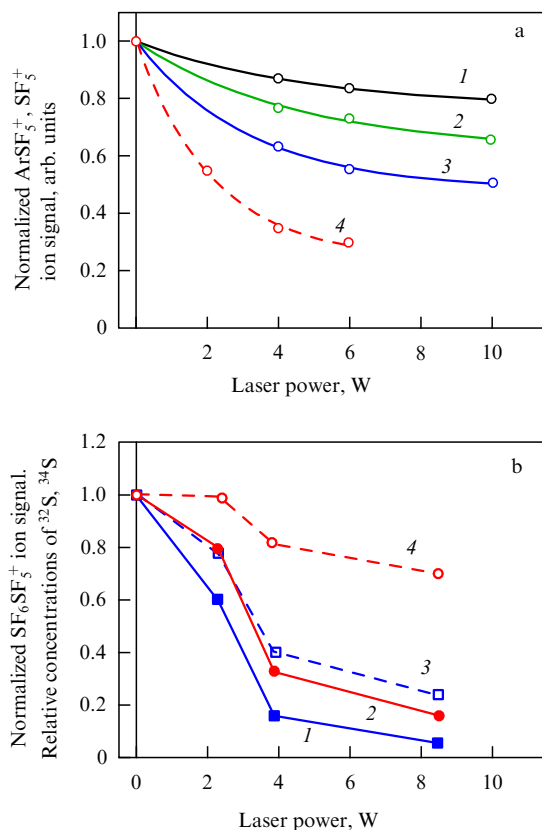 a
Normalized ArSF₅⁺, SF₅⁺
ion signal, arb. units
1.0
0.8
0.6
0.4
0.2
0
1
2
3
4
2 4 6 8 10
Laser power, W
b
Normalized SF₆SF₅⁺ ion signal.
Relative concentrations of ³²S, ³⁴S
1.2
1.0
0.8
0.6
0.4
0.2
0
4
3
2
1
0 2 4 6 8 10
Laser power, W